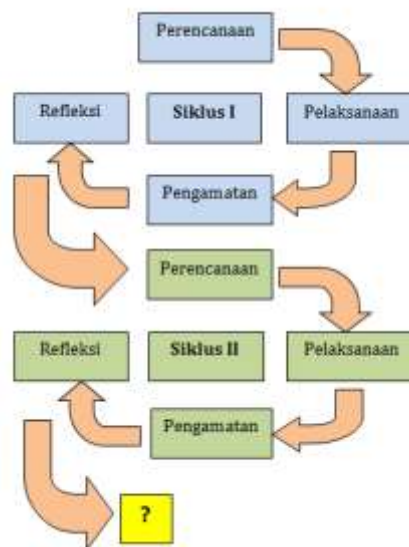 Perencanaan
Refleksi
Siklus I
Pelaksanaan
Pengamatan
Perencanaan
Refleksi
Siklus II
Pelaksanaan
Pengamatan
?